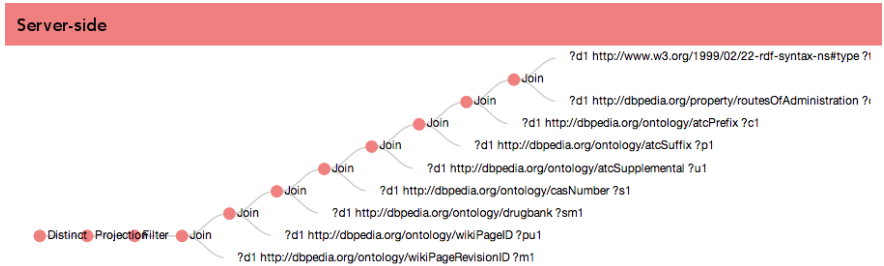 Server-side
?d1 http://www.w3.org/1999/02/22-rdf-syntax-ns#type
Join
Join
?d1 http://dbpedia.org/property/routesOfAdministration
Join
?d1 http://dbpedia.org/ontology/atcPrefix ?c1
Join
?d1 http://dbpedia.org/ontology/atcSuffix ?p1
Join
?d1 http://dbpedia.org/ontology/atcSupplemental ?u1
Join
?d1 http://dbpedia.org/ontology/casNumber ?s1
Join
?d1 http://dbpedia.org/ontology/drugbank ?sm1
Distinct Projection Filter Join
?d1 http://dbpedia.org/ontology/wikiPageID ?pu1
?d1 http://dbpedia.org/ontology/wikiPageRevisionID ?m1